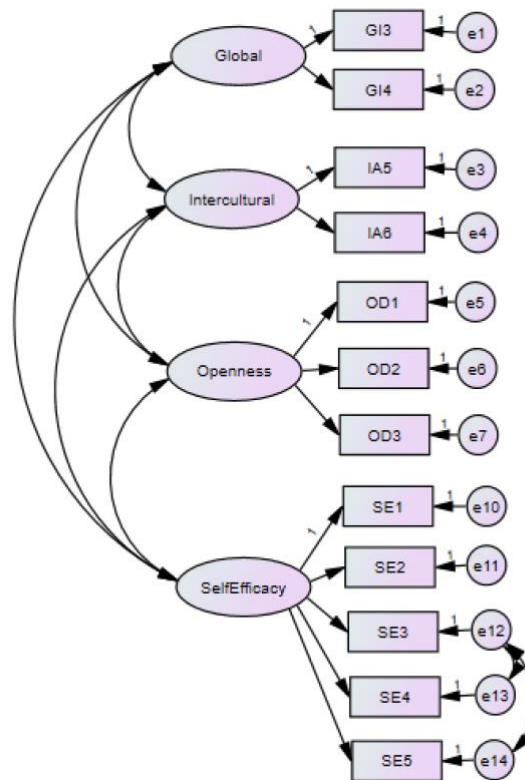 Global
1
GI3
1
e1
GI4
1
e2
Intercultural
1
IA5
1
e3
IA6
1
e4
Openness
1
OD1
1
e5
OD2
1
e6
OD3
1
e7
SelfEfficacy
1
SE1
1
e10
SE2
1
e11
SE3
1
e12
SE4
1
e13
SE5
1
e14